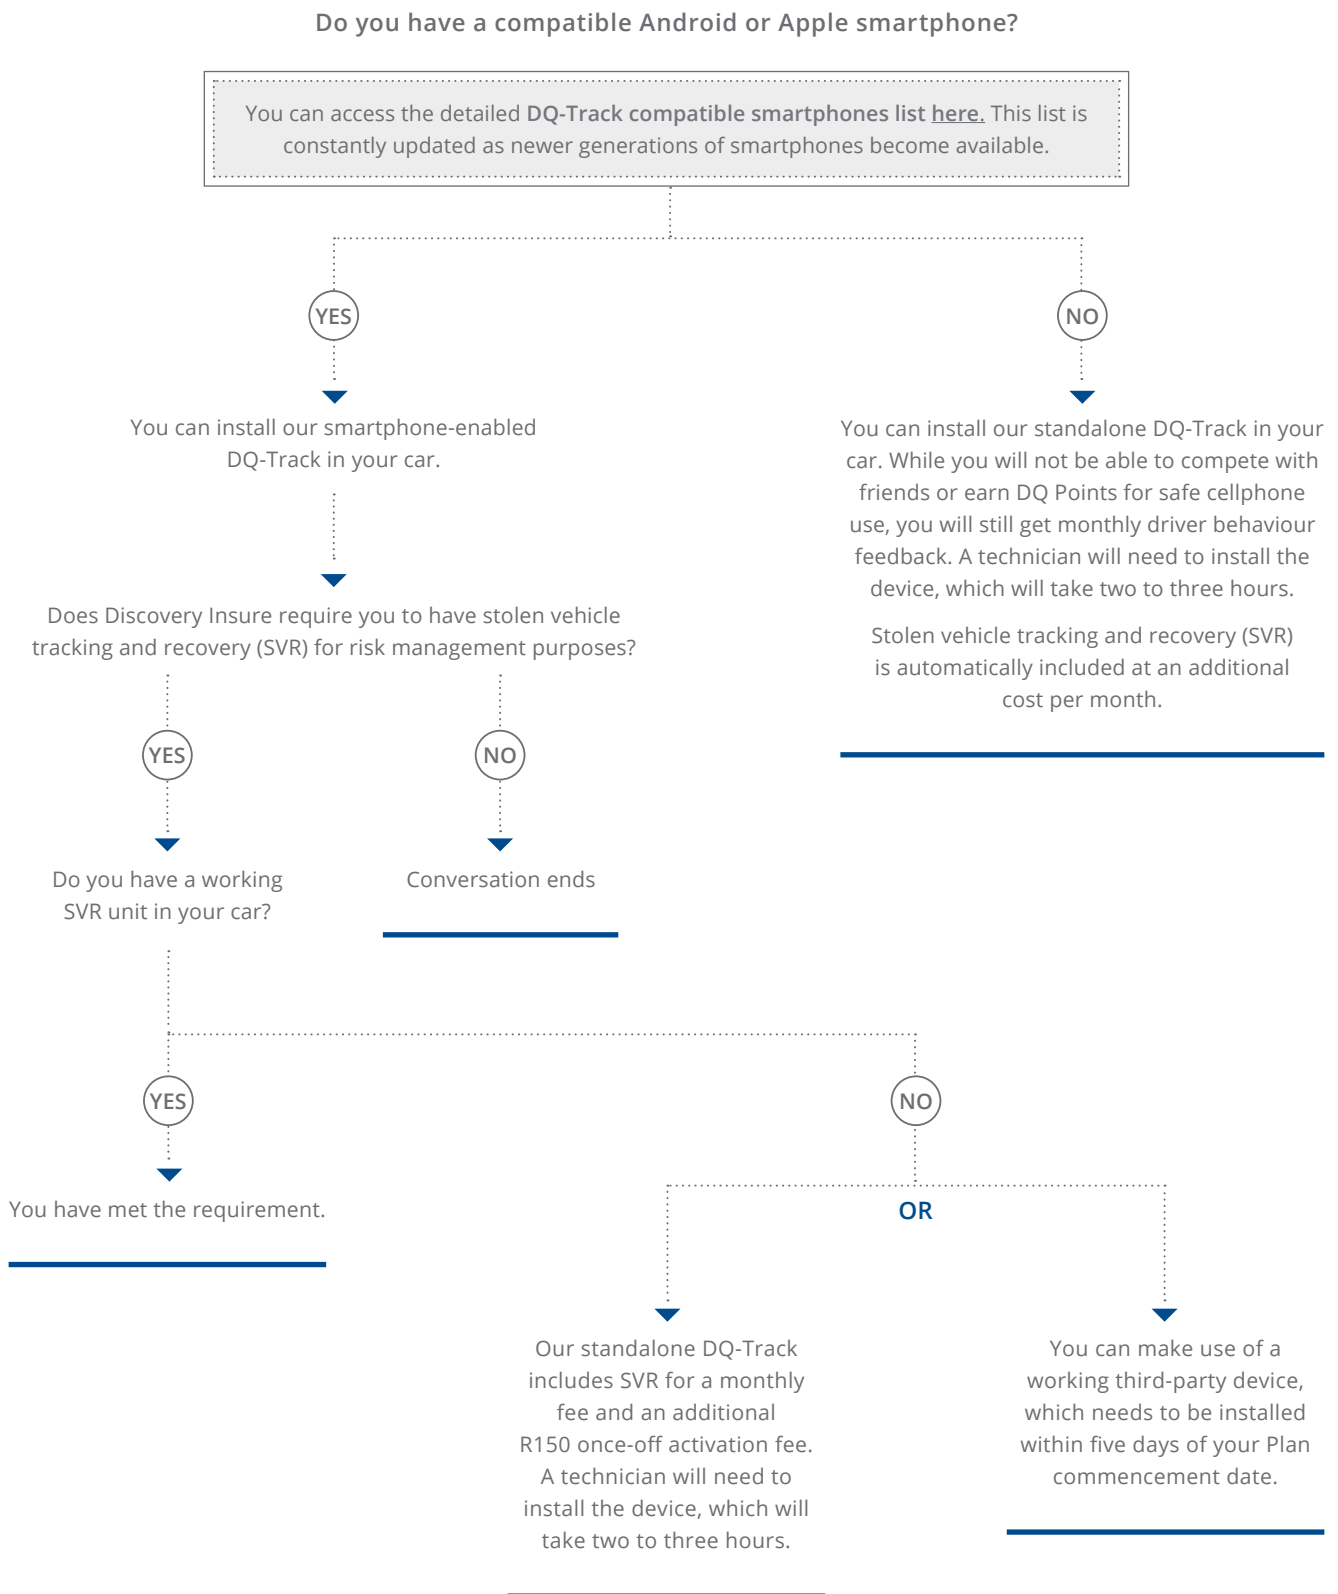 Do you have a compatible Android or Apple smartphone?
You can access the detailed DQ-Track compatible smartphones list here. This list is
constantly updated as newer generations of smartphones become available.
YES
NO
You can install our smartphone-enabled
DQ-Track in your car.
You can install our standalone DQ-Track in your
car. While you will not be able to compete with
friends or earn DQ Points for safe cellphone
use, you will still get monthly driver behaviour
feedback. A technician will need to install the
device, which will take two to three hours.
Stolen vehicle tracking and recovery (SVR)
is automatically included at an additional
cost per month.
Does Discovery Insure require you to have stolen vehicle
tracking and recovery (SVR) for risk management purposes?
YES
NO
Do you have a working
SVR unit in your car?
Conversation ends
YES
NO
You have met the requirement.
OR
Our standalone DQ-Track
includes SVR for a monthly
fee and an additional
R150 once-off activation fee.
A technician will need to
install the device, which will
take two to three hours.
You can make use of a
working third-party device,
which needs to be installed
within five days of your Plan
commencement date.